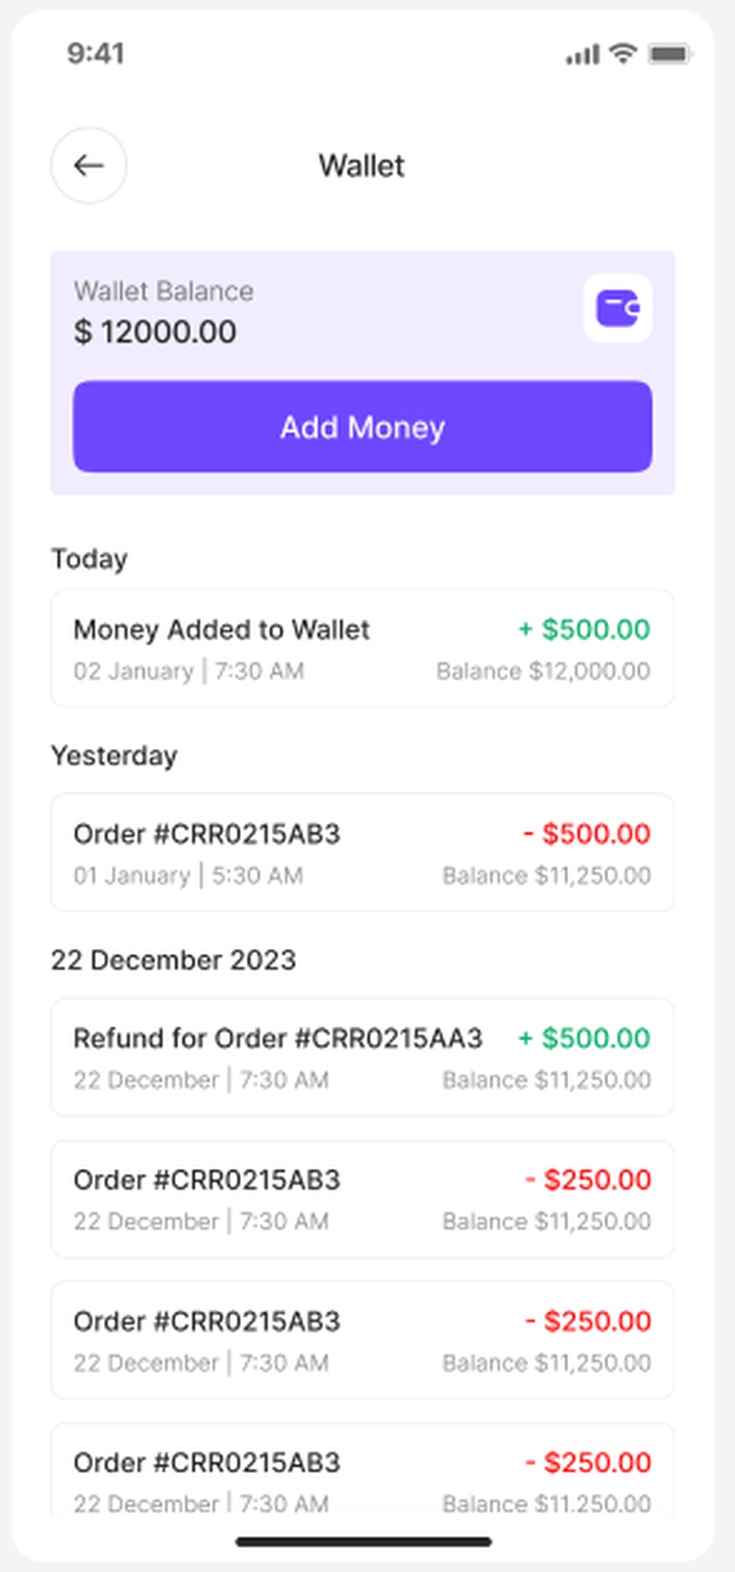 9:41
Wallet
Wallet Balance
$ 12000.00
Add Money
Today
Money Added to Wallet + $500.00
02 January | 7:30 AM Balance $12,000.00
Yesterday
Order #CRR0215AB3 - $500.00
01 January | 5:30 AM Balance $11,250.00
22 December 2023
Refund for Order #CRR0215AA3 + $500.00
22 December | 7:30 AM Balance $11,250.00
Order #CRR0215AB3 - $250.00
22 December | 7:30 AM Balance $11,250.00
Order #CRR0215AB3 - $250.00
22 December | 7:30 AM Balance $11,250.00
Order #CRR0215AB3 - $250.00
22 December | 7:30 AM Balance $11,250.00